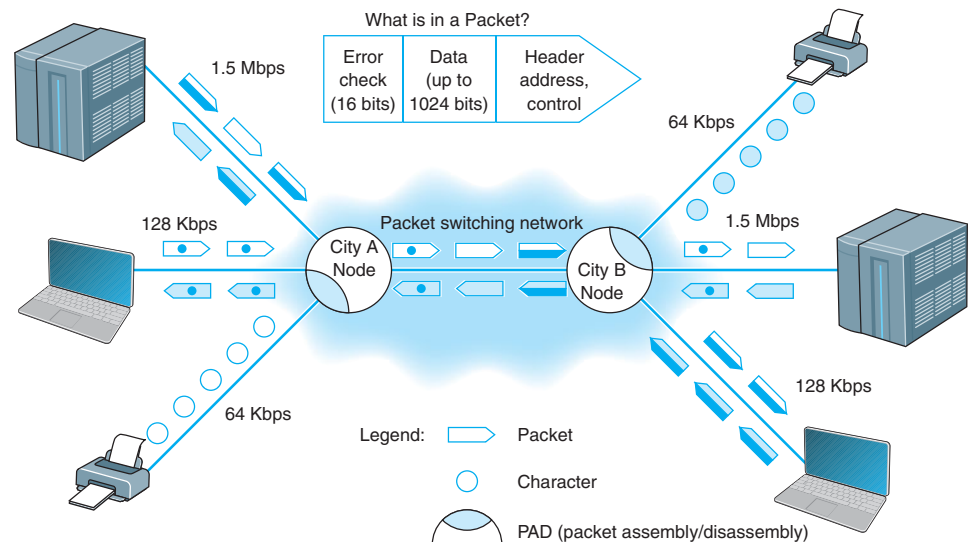 What is in a Packet?
Error
check
(16 bits)
Data
(up to
1024 bits)
Header
address,
control
1.5 Mbps
64 Kbps
128 Kbps
Packet switching network
1.5 Mbps
City A
Node
City B
Node
64 Kbps
128 Kbps
Legend:
Packet
Character
PAD (packet assembly/disassembly)